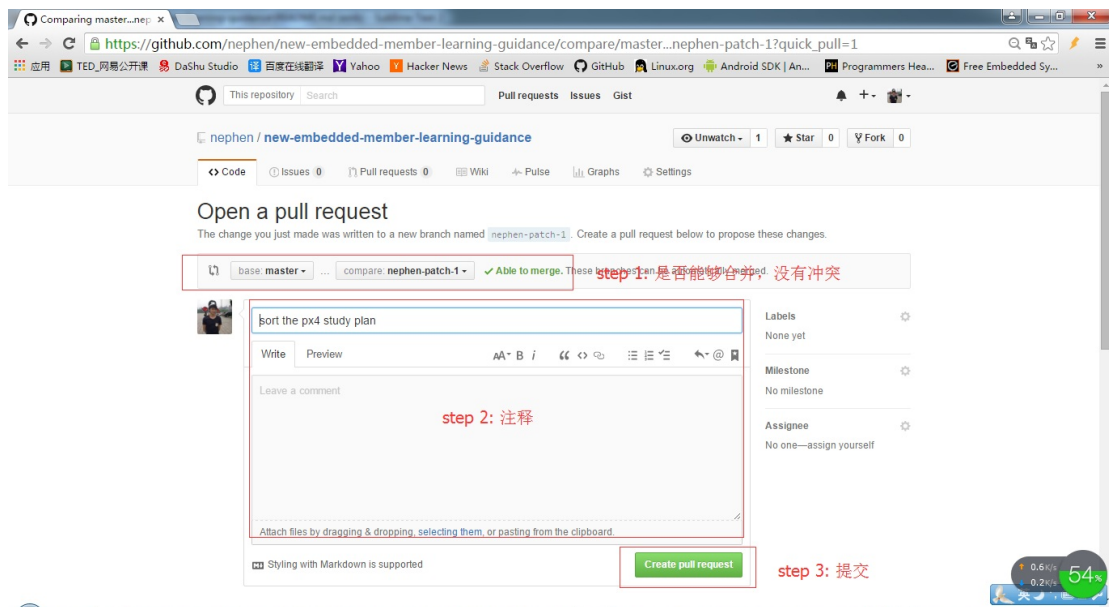 Comparing master...nep
https://github.com/nephen/new-embedded-member-learning-guidance/compare/master...nephen-patch-1?quick_pull=1
应用 TED_网易公开课 DaShu Studio 百度在线翻译 Yahoo Hacker News Stack Overflow GitHub Linux.org Android SDK | An... Programmers Hea... Free Embedded Sy... »
This repository Search Pull requests Issues Gist
nephen / new-embedded-member-learning-guidance Unwatch 1 Star 0 Fork 0
Code Issues 0 Pull requests 0 Wiki Pulse Graphs Settings
Open a pull request
The change you just made was written to a new branch named nephen-patch-1. Create a pull request below to propose these changes.
base: master ... compare: nephen-patch-1 ✓ Able to merge. These branches can be automatically merged.
step 1: 是否能够合并，没有冲突
sort the px4 study plan
Write Preview AA B i @
Leave a comment
step 2: 注释
Attach files by dragging & dropping, selecting them, or pasting from the clipboard.
Styling with Markdown is supported
Create pull request
step 3: 提交
Labels
None yet
Milestone
No milestone
Assignee
No one—assign yourself
0.6K/s
0.2K/s
54%
英